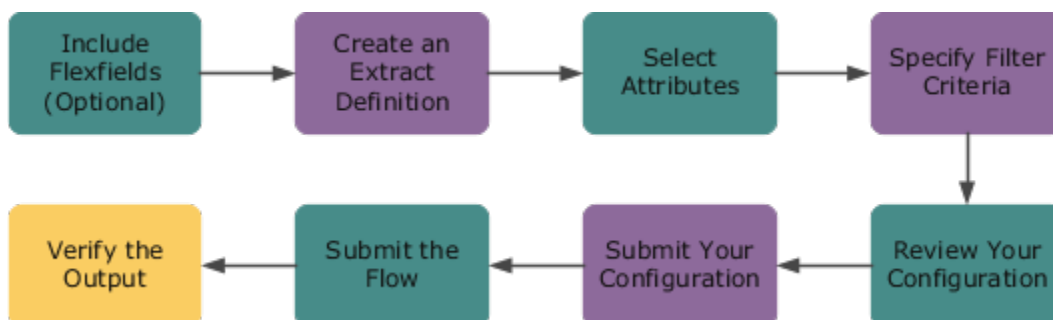 Include
Flexfields
(Optional)
Create an
Extract
Definition
Select
Attributes
Specify Filter
Criteria
Verify the
Output
Submit the
Flow
Submit Your
Configuration
Review Your
Configuration